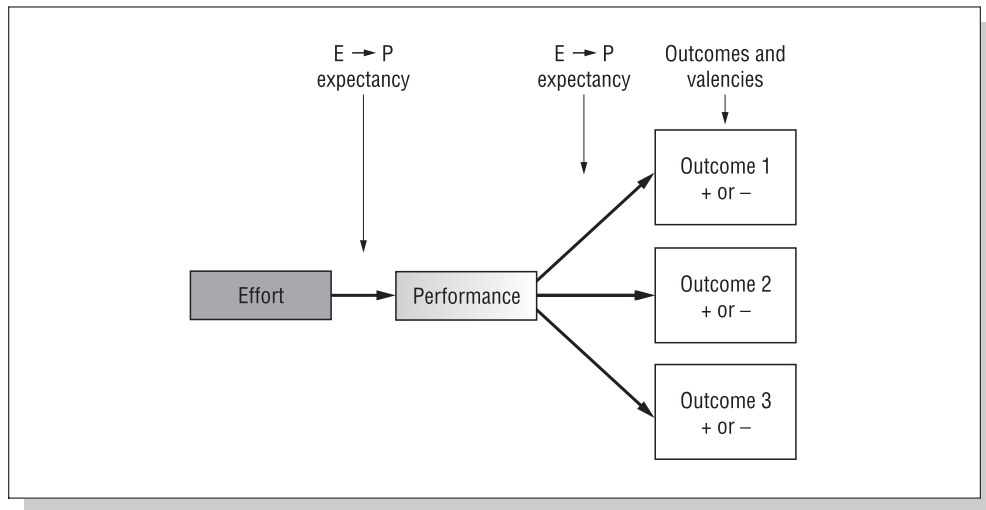 E → P
expectancy
E → P
expectancy
Outcomes and
valencies
Outcome 1
+ or –
Effort
Performance
Outcome 2
+ or –
Outcome 3
+ or –